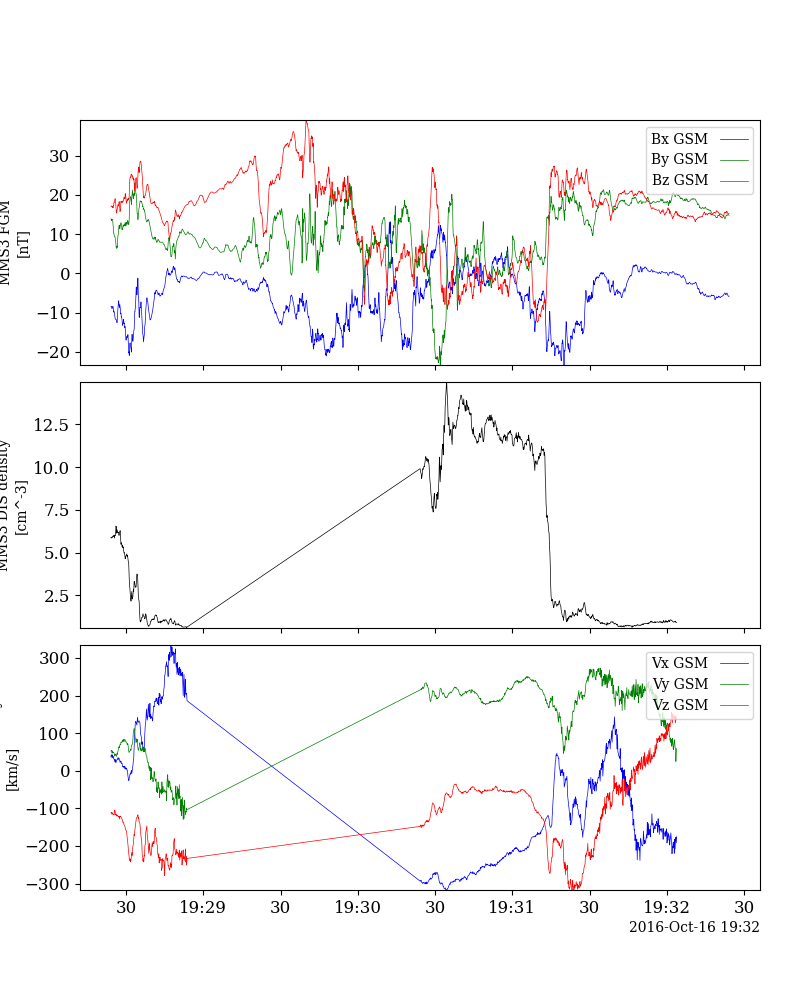 MMS3 FGM
[nT]
30
20
10
0
−10
−20
Bx GSM
By GSM
Bz GSM
MMS3 DIS density
[cm^-3]
12.5
10.0
7.5
5.0
2.5
[km/s]
300
200
100
0
−100
−200
−300
Vx GSM
Vy GSM
Vz GSM
30 19:29 30 19:30 30 19:31 30 19:32 30
2016-Oct-16 19:32